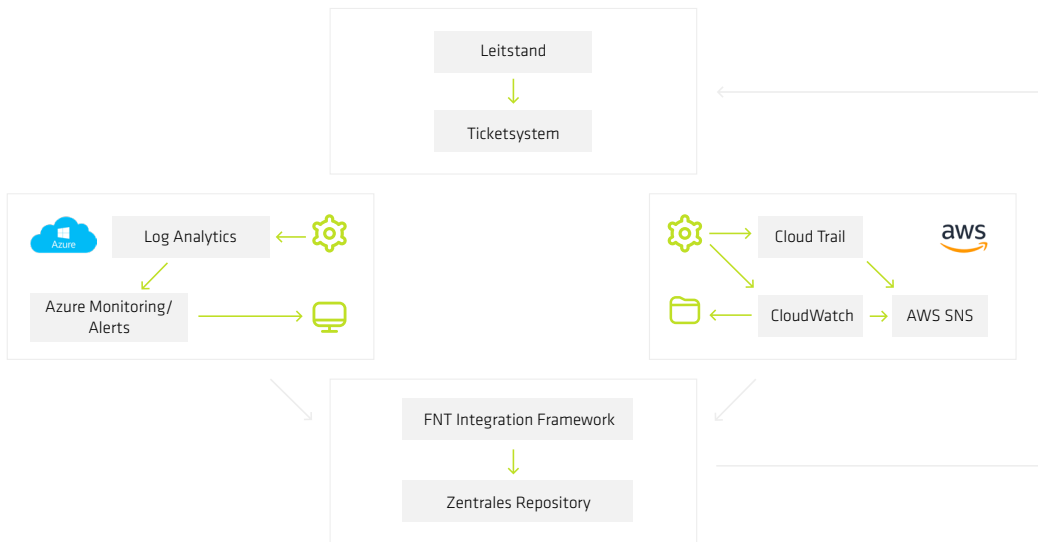 Leitstand
Ticketsystem
Azure
Log Analytics
Azure Monitoring/
Alerts
Cloud Trail
aws
CloudWatch
AWS SNS
FNT Integration Framework
Zentrales Repository